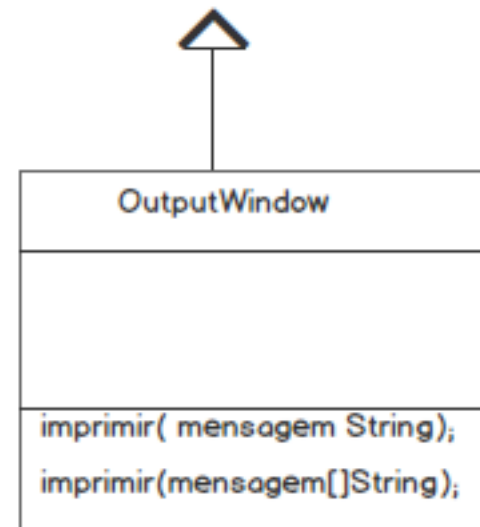 OutputWindow
imprimir( mensagem String);
imprimir(mensagem[]String);